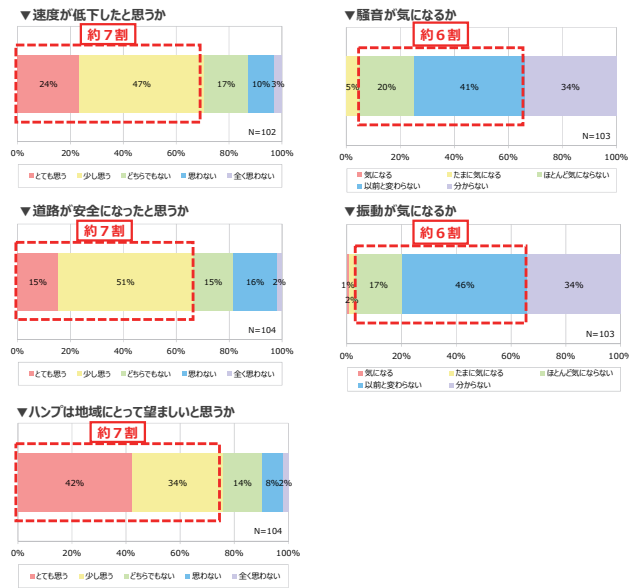 ▼速度が低下したと思うか
約７割
24%
47%
17%
10%
3%
N=102
0% 20% 40% 60% 80% 100%
とても思う 少し思う どちらでもない 思わない 全く思わない
▼道路が安全になったと思うか
約７割
15%
51%
15%
16%
2%
N=104
0% 20% 40% 60% 80% 100%
とても思う 少し思う どちらでもない 思わない 全く思わない
▼ハンプは地域にとって望ましいと思うか
約７割
42%
34%
14%
8%
2%
N=104
0% 20% 40% 60% 80% 100%
とても思う 少し思う どちらでもない 思わない 全く思わない
▼騒音が気になるか
約６割
5%
20%
41%
34%
N=103
0% 20% 40% 60% 80% 100%
気になる たまに気になる ほとんど気にならない
以前と変わらない 分からない
▼振動が気になるか
約６割
1%
2%
17%
46%
34%
N=103
0% 20% 40% 60% 80% 100%
気になる たまに気になる ほとんど気にならない
以前と変わらない 分からない